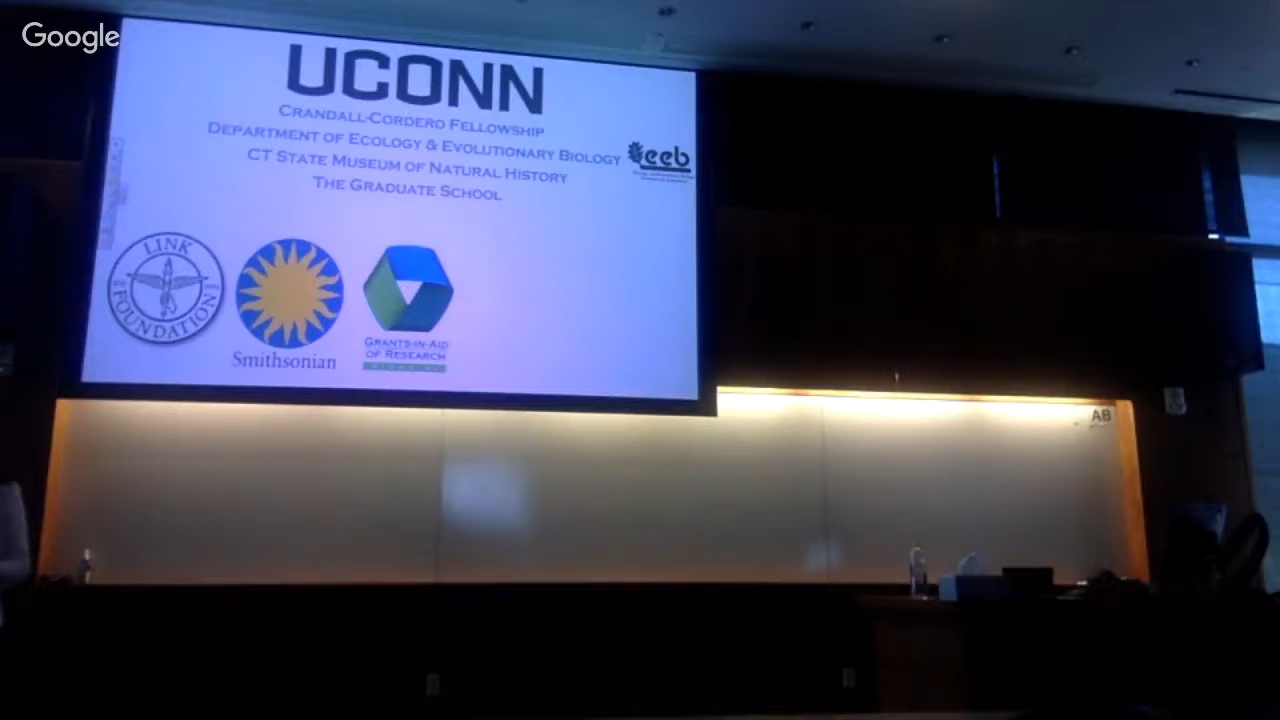 Google
UCONN
CRANDALL-CORDERO FELLOWSHIP
DEPARTMENT OF ECOLOGY & EVOLUTIONARY BIOLOGY
eeb
CT STATE MUSEUM OF NATURAL HISTORY
THE GRADUATE SCHOOL
LINK
FOUNDATION
Smithsonian
GRANTS-IN-AID
OF RESEARCH
AB